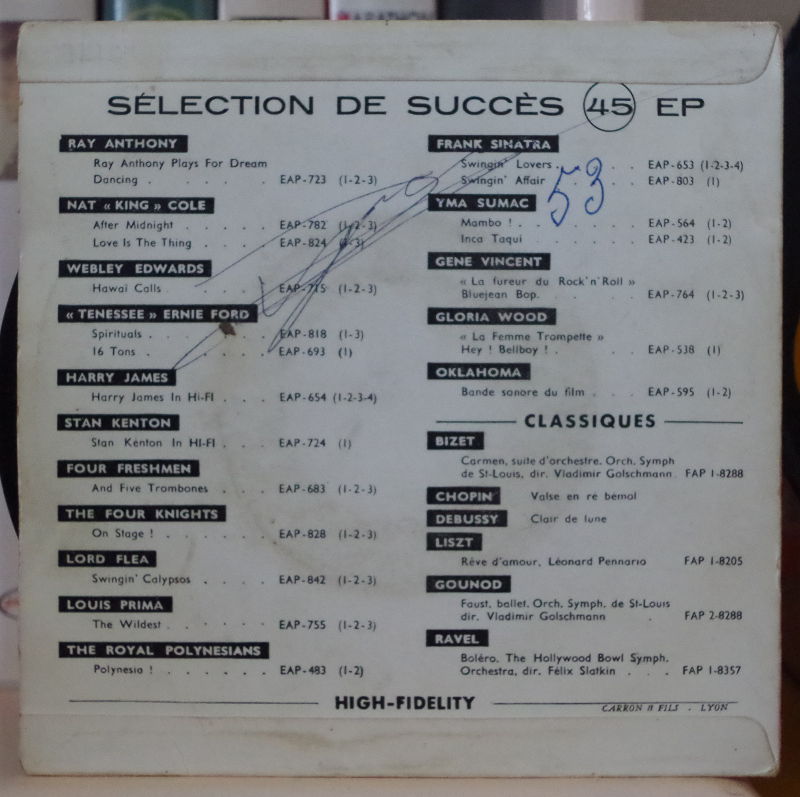 MARATHON
SÉLECTION DE SUCCÈS 45 EP
RAY ANTHONY
Ray Anthony Plays For Dream
Dancing . . . . . . EAP-723 (1-2-3)
NAT « KING » COLE
After Midnight . . . . . EAP-782 (1-2-3)
Love Is The Thing . . . . EAP-824 (1-3)
WEBLEY EDWARDS
Hawaï Calls . . . . EAP-715 (1-2-3)
« TENESSEE » ERNIE FORD
Spirituals . . . . . . EAP-818 (1-3)
16 Tons . . . . . . EAP-693 (1)
HARRY JAMES
Harry James In Hi-FI . . . EAP-654 (1-2-3-4)
STAN KENTON
Stan Kenton In HI-FI . . . EAP-724 (1)
FOUR FRESHMEN
And Five Trombones . . . EAP-683 (1-2-3)
THE FOUR KNIGHTS
On Stage ! . . . . . . EAP-828 (1-2-3)
LORD FLEA
Swingin' Calypsos . . . . EAP-842 (1-2-3)
LOUIS PRIMA
The Wildest . . . . . . EAP-755 (1-2-3)
THE ROYAL POLYNESIANS
Polynesia ! . . . . . . EAP-483 (1-2)
FRANK SINATRA
Swingin' Lovers . . . . EAP-653 (1-2-3-4)
Swingin' Affair . . . . EAP-803 (1)
53
YMA SUMAC
Mambo ! . . . . . . EAP-564 (1-2)
Inca Taqui . . . . . . EAP-423 (1-2)
GENE VINCENT
« La fureur du Rock'n'Roll »
Bluejean Bop. . . . . . EAP-764 (1-2-3)
GLORIA WOOD
« La Femme Trompette »
Hey ! Bellboy ! . . . . . EAP-538 (1)
OKLAHOMA
Bande sonore du film . . . EAP-595 (1-2)
CLASSIQUES
BIZET
Carmen, suite d'orchestre. Orch. Symph
de St-Louis, dir. Vladimir Golschmann. FAP 1-8288
CHOPIN Valse en ré bémol
DEBUSSY Clair de lune
LISZT
Rêve d'amour, Léonard Pennario FAP 1-8205
GOUNOD
Faust, ballet, Orch. Symph. de St-Louis
dir. Vladimir Golschmann . FAP 2-8288
RAVEL
Boléro, The Hollywood Bowl Symph.
Orchestra, dir. Félix Slatkin . . . FAP 1-8357
HIGH-FIDELITY
CARRON & FILS . LYON